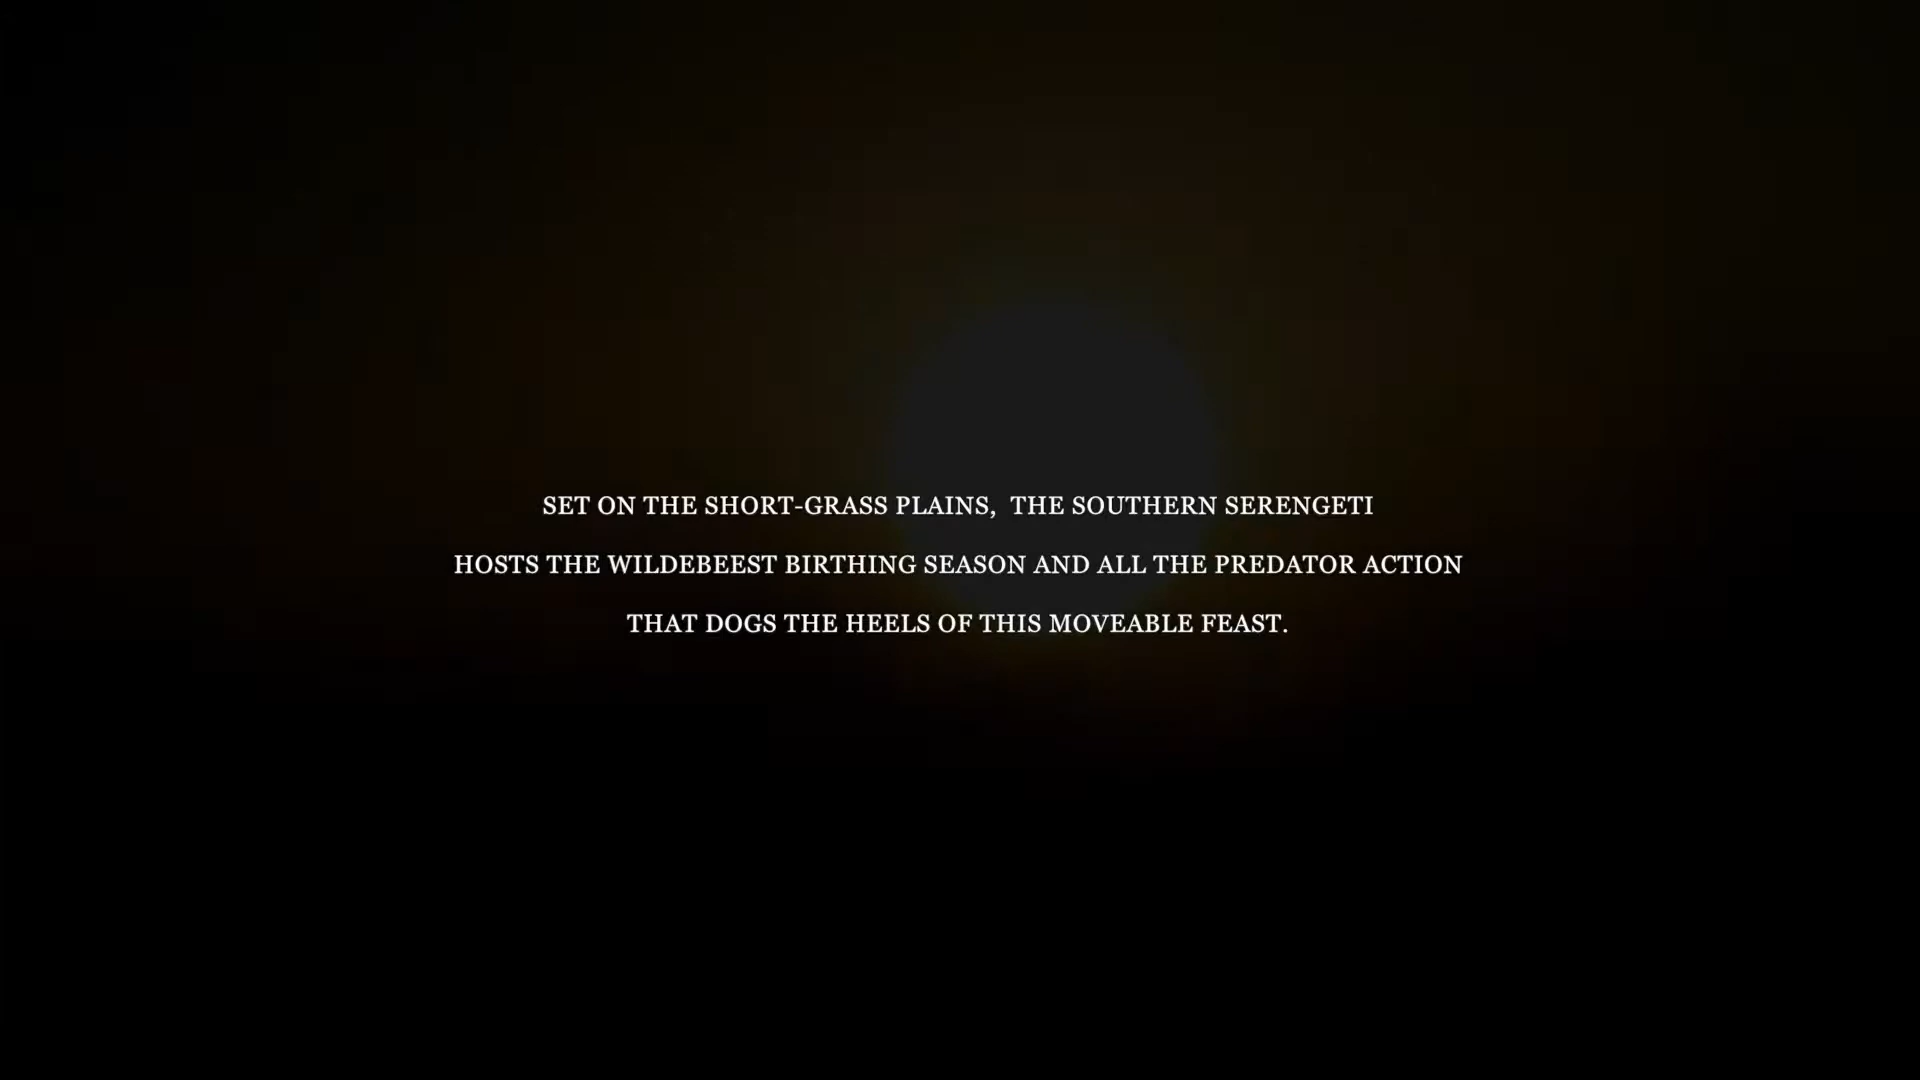 SET ON THE SHORT-GRASS PLAINS,  THE SOUTHERN SERENGETI
HOSTS THE WILDEBEEST BIRTHING SEASON AND ALL THE PREDATOR ACTION
THAT DOGS THE HEELS OF THIS MOVEABLE FEAST.